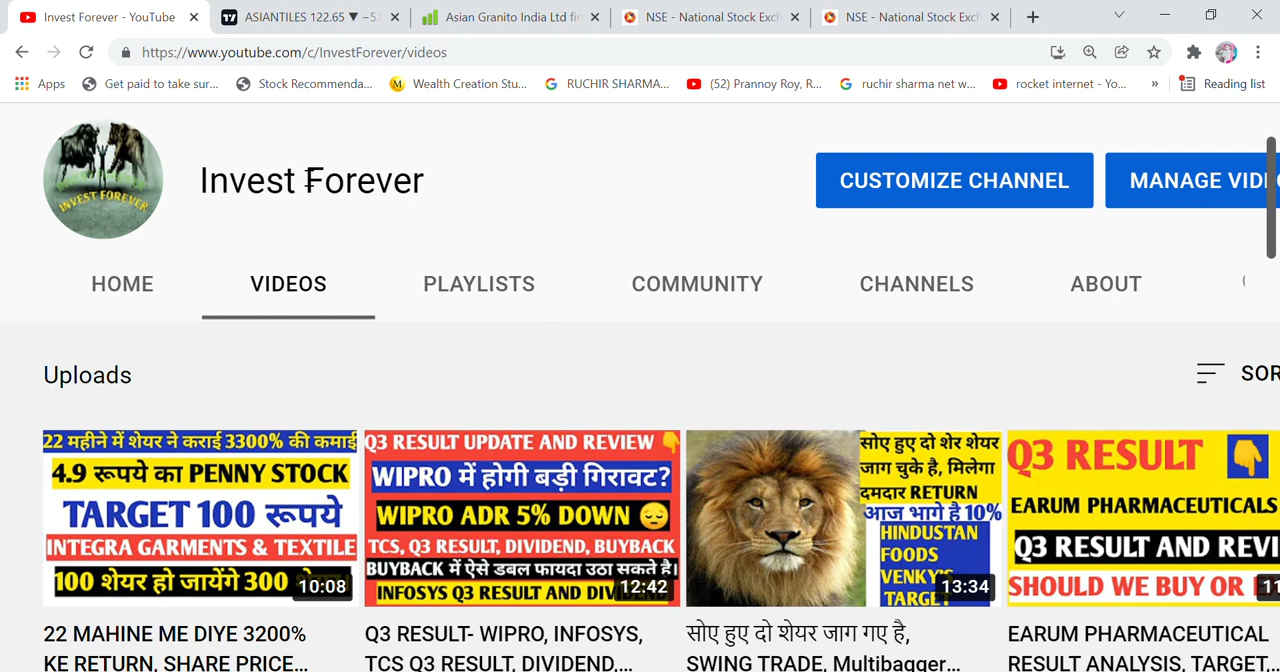 Invest Forever - YouTube
ASIANTILES 122.65 ▼ −5.
Asian Granito India Ltd fin
NSE - National Stock Exch
NSE - National Stock Exch
https://www.youtube.com/c/InvestForever/videos
Apps
Get paid to take sur...
Stock Recommenda...
Wealth Creation Stu...
RUCHIR SHARMA...
(52) Prannoy Roy, R...
ruchir sharma net w...
rocket internet - Yo...
»
Reading list
INVEST FOREVER
Invest Forever
CUSTOMIZE CHANNEL
MANAGE VIDEO
HOME
VIDEOS
PLAYLISTS
COMMUNITY
CHANNELS
ABOUT
Uploads
SOR
22 महीने में शेयर ने कराई 3300% की कमाई
4.9 रूपये का PENNY STOCK
TARGET 100 रूपये
INTEGRA GARMENTS & TEXTILE
100 शेयर हो जायेंगे 300
10:08
22 MAHINE ME DIYE 3200%
KE RETURN, SHARE PRICE...
Q3 RESULT UPDATE AND REVIEW 👇
WIPRO में होगी बड़ी गिरावट?
WIPRO ADR 5% DOWN 😔
TCS, Q3 RESULT, DIVIDEND, BUYBACK
BUYBACK में ऐसे डबल फायदा उठा सकते है।
INFOSYS Q3 RESULT AND DIV
12:42
Q3 RESULT- WIPRO, INFOSYS,
TCS Q3 RESULT, DIVIDEND,...
सोए हुए दो शेर शेयर
जाग चुके है, मिलेगा
दमदार RETURN
आज भागे है 10%
HINDUSTAN
FOODS
VENKY'S
TARGET
13:34
सोए हुए दो शेयर जाग गए है,
SWING TRADE, Multibagger...
Q3 RESULT 👇
EARUM PHARMACEUTICALS
Q3 RESULT AND REVI
SHOULD WE BUY OR
11
EARUM PHARMACEUTICAL
RESULT ANALYSIS, TARGET,...